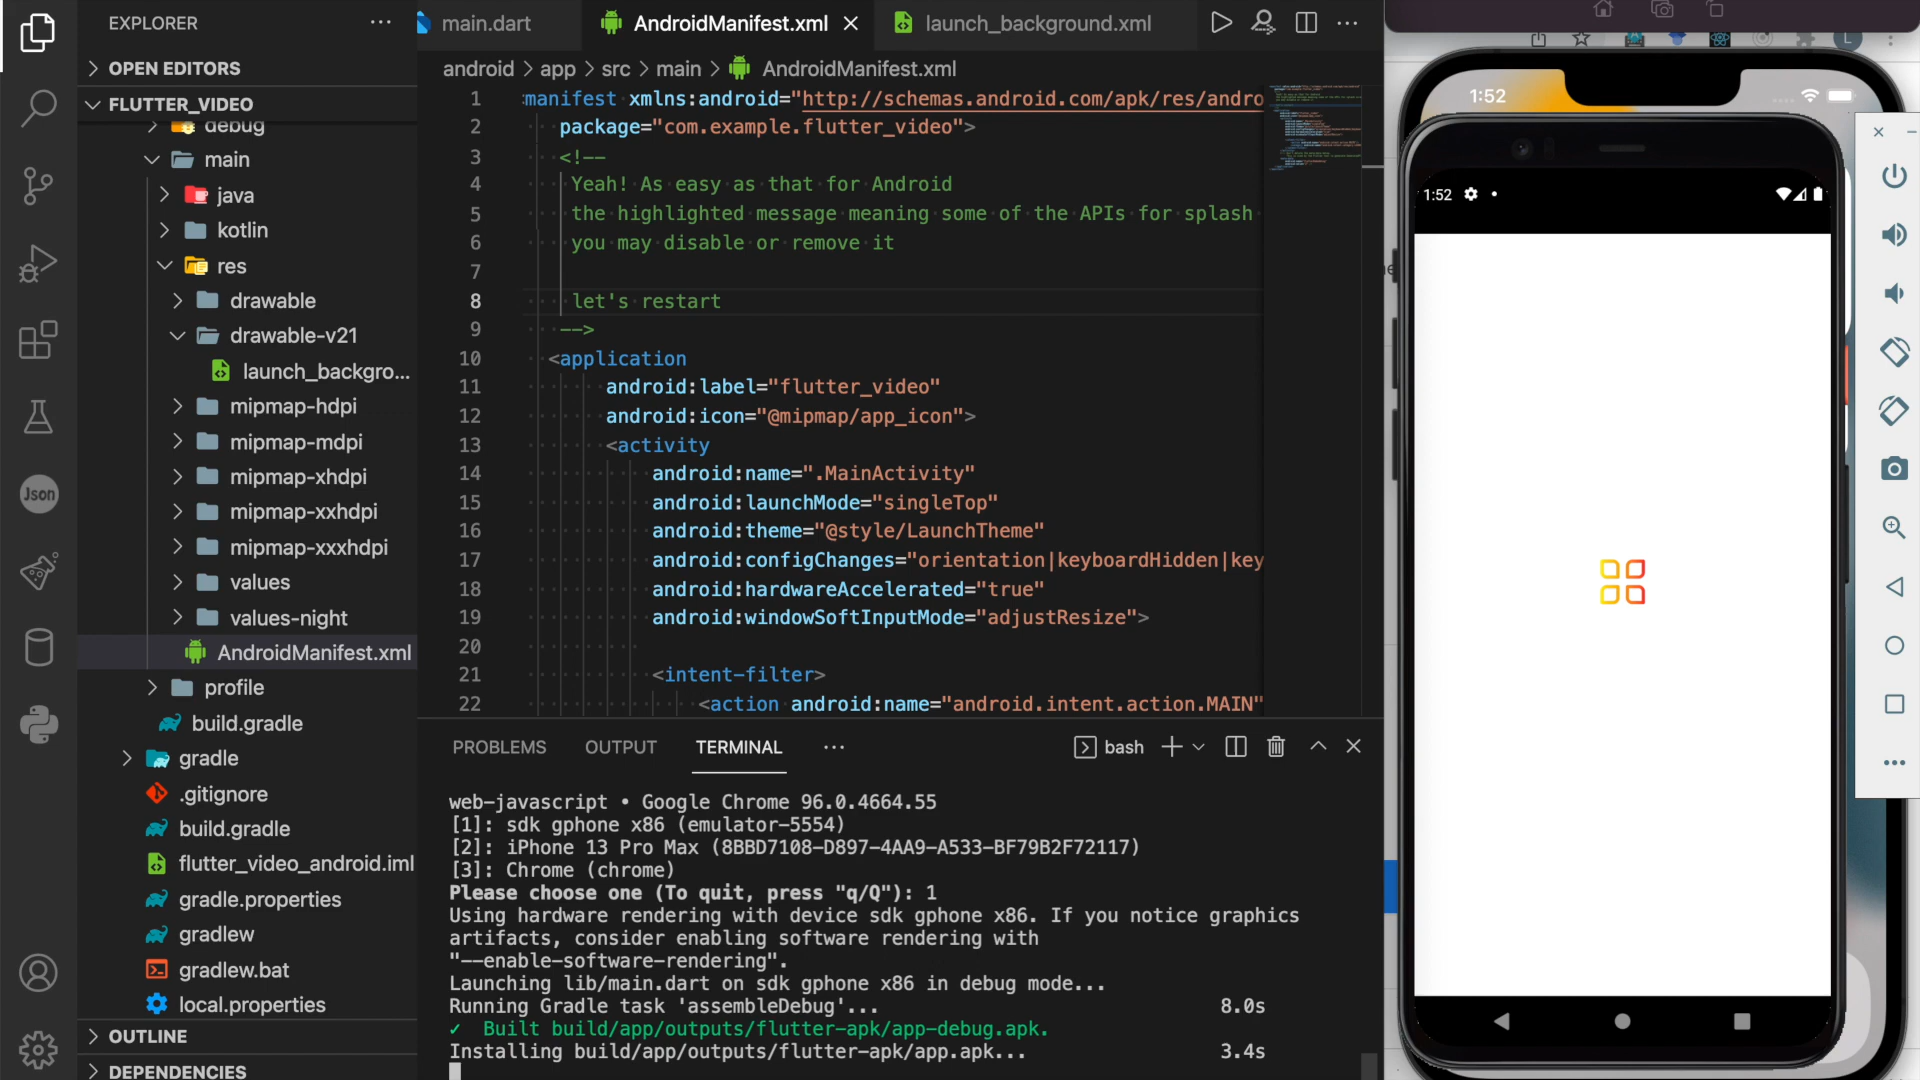 EXPLORER
OPEN EDITORS
FLUTTER_VIDEO
debug
main
java
kotlin
res
drawable
drawable-v21
launch_backgro...
mipmap-hdpi
mipmap-mdpi
mipmap-xhdpi
mipmap-xxhdpi
mipmap-xxxhdpi
values
values-night
AndroidManifest.xml
profile
build.gradle
gradle
.gitignore
build.gradle
flutter_video_android.iml
gradle.properties
gradlew
gradlew.bat
local.properties
OUTLINE
DEPENDENCIES
Json
main.dart
AndroidManifest.xml
launch_background.xml
android > app > src > main > AndroidManifest.xml
1 manifest xmlns:android="http://schemas.android.com/apk/res/andro
2 package="com.example.flutter_video">
3 <!--
4 Yeah! As easy as that for Android
5 the highlighted message meaning some of the APIs for splash
6 you may disable or remove it
7
8 let's restart
9 -->
10 <application
11 android:label="flutter_video"
12 android:icon="@mipmap/app_icon">
13 <activity
14 android:name=".MainActivity"
15 android:launchMode="singleTop"
16 android:theme="@style/LaunchTheme"
17 android:configChanges="orientation|keyboardHidden|key
18 android:hardwareAccelerated="true"
19 android:windowSoftInputMode="adjustResize">
20
21 <intent-filter>
22 <action android:name="android.intent.action.MAIN"
PROBLEMS
OUTPUT
TERMINAL
bash
web-javascript • Google Chrome 96.0.4664.55
[1]: sdk gphone x86 (emulator-5554)
[2]: iPhone 13 Pro Max (8BBD7108-D897-4AA9-A533-BF79B2F72117)
[3]: Chrome (chrome)
Please choose one (To quit, press "q/Q"): 1
Using hardware rendering with device sdk gphone x86. If you notice graphics
artifacts, consider enabling software rendering with
"--enable-software-rendering".
Launching lib/main.dart on sdk gphone x86 in debug mode...
Running Gradle task 'assembleDebug'... 8.0s
✓ Built build/app/outputs/flutter-apk/app-debug.apk.
Installing build/app/outputs/flutter-apk/app.apk... 3.4s
L
1:52
1:52